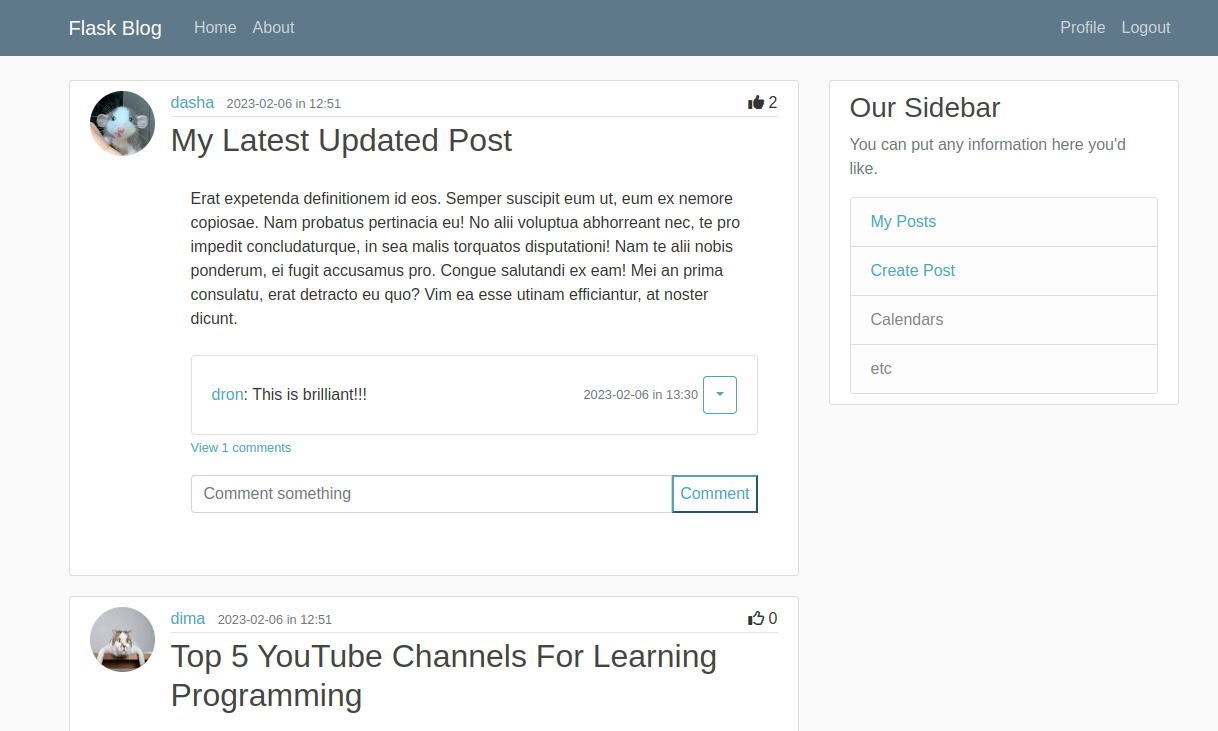 Flask Blog Home About Profile Logout
dasha 2023-02-06 in 12:51 2
My Latest Updated Post
Erat expetenda definitionem id eos. Semper suscipit eum ut, eum ex nemore
copiosae. Nam probatus pertinacia eu! No alii voluptua abhorreant nec, te pro
impedit concludaturque, in sea malis torquatos disputationi! Nam te alii nobis
ponderum, ei fugit accusamus pro. Congue salutandi ex eam! Mei an prima
consulatu, erat detracto eu quo? Vim ea esse utinam efficiantur, at noster
dicunt.
dron: This is brilliant!!! 2023-02-06 in 13:30
View 1 comments
Comment something Comment
dima 2023-02-06 in 12:51 0
Top 5 YouTube Channels For Learning
Programming
Our Sidebar
You can put any information here you'd
like.
My Posts
Create Post
Calendars
etc